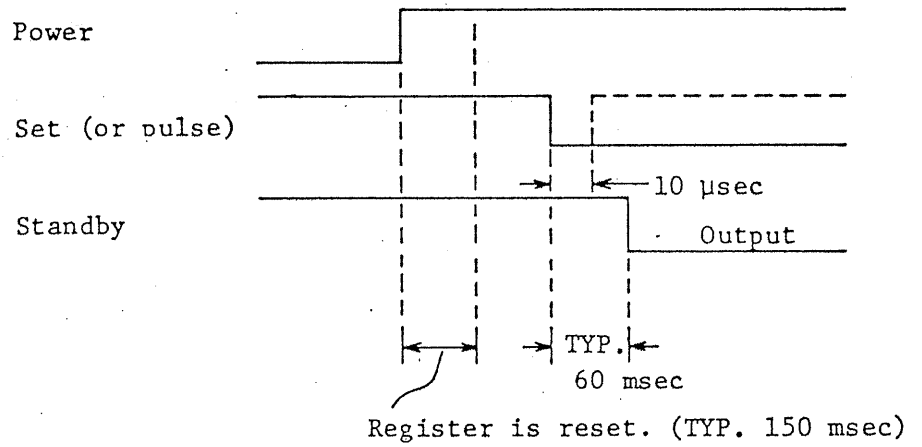 Power
Set (or pulse)
10 µsec
Standby
Output
TYP.
60 msec
Register is reset. (TYP. 150 msec)